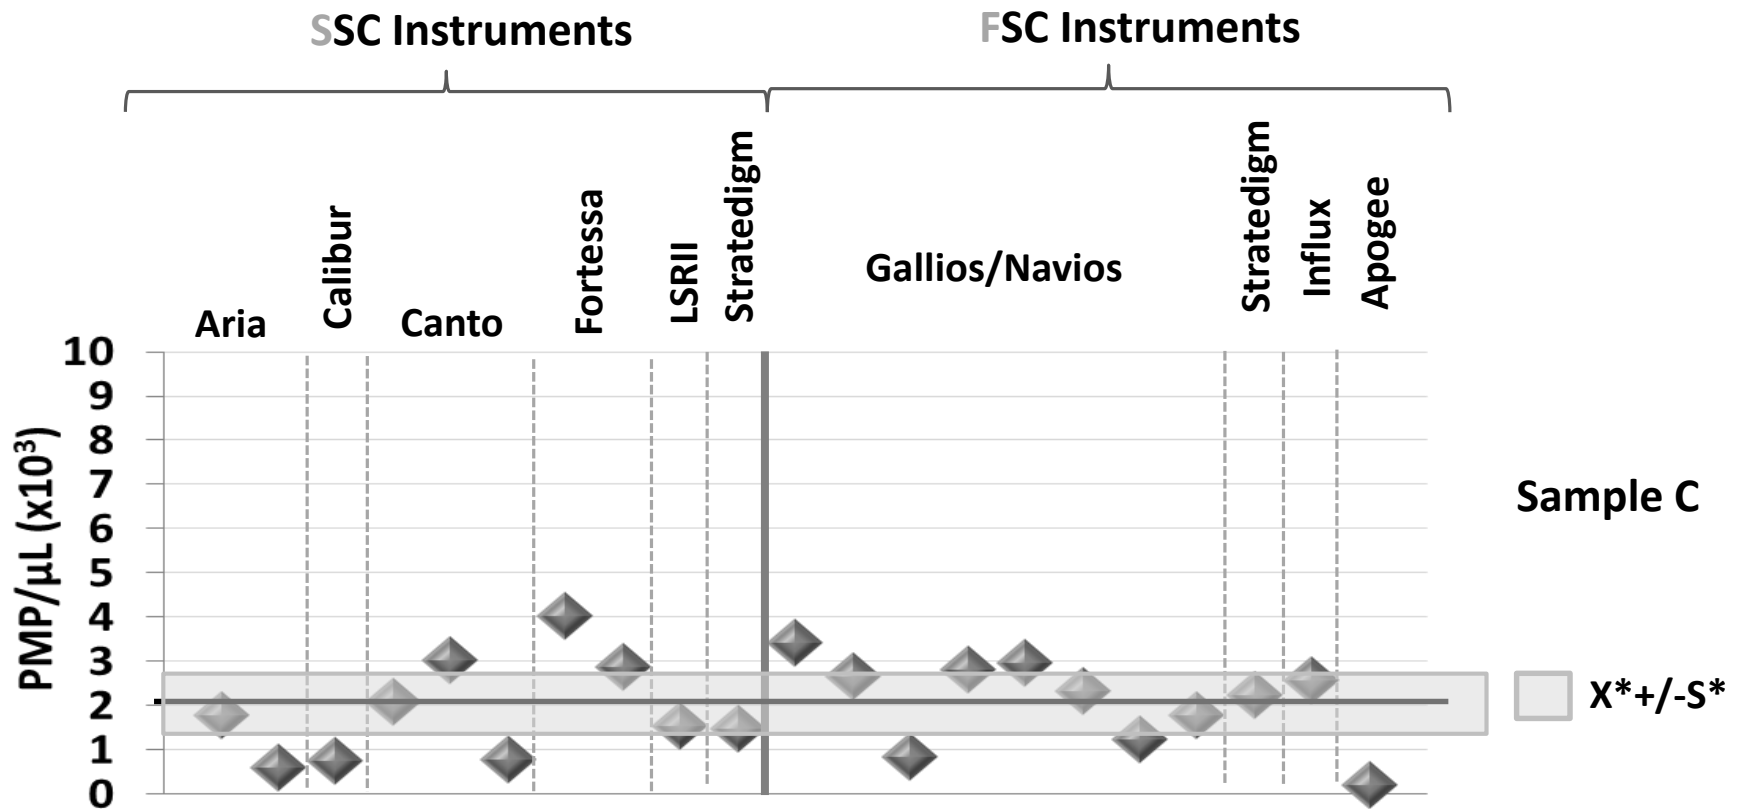 SSC Instruments
FSC Instruments
Aria
Calibur
Canto
Fortessa
LSRII
Stratedigm
Gallios/Navios
Stratedigm
Influx
Apogee
PMP/µL (x10³)
10
9
8
7
6
5
4
3
2
1
0
Sample C
X*+/-S*